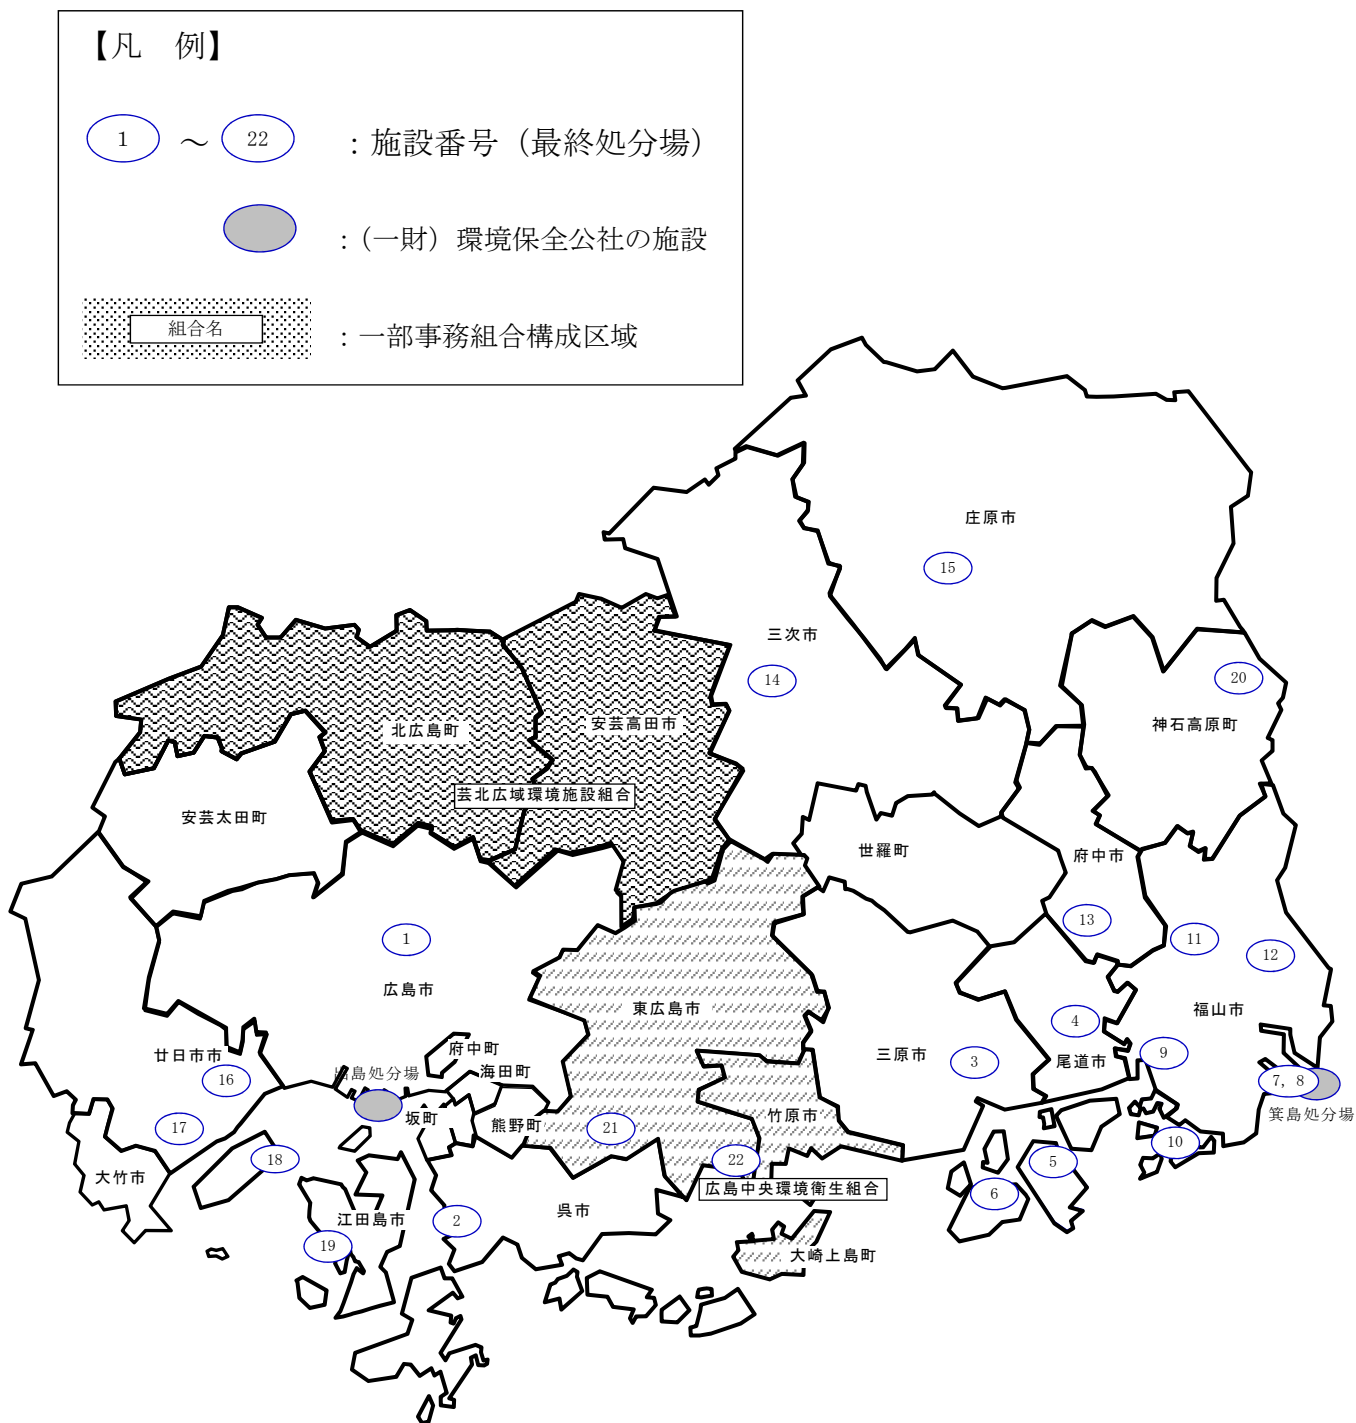 【凡　例】
1 ～ 22 ：施設番号（最終処分場）
：（一財）環境保全公社の施設
組合名 ：一部事務組合構成区域
庄原市
15
三次市
14
20
神石高原町
北広島町
安芸高田市
芸北広域環境施設組合
安芸太田町
世羅町
府中市
13
11
12
1
広島市
東広島市
福山市
4
尾道市
9
三原市
3
府中町
海田町
廿日市市
16
出島処分場
7, 8
箕島処分場
坂町
熊野町
竹原市
21
17
10
大竹市
18
22
5
広島中央環境衛生組合
6
江田島市
2
呉市
19
大崎上島町